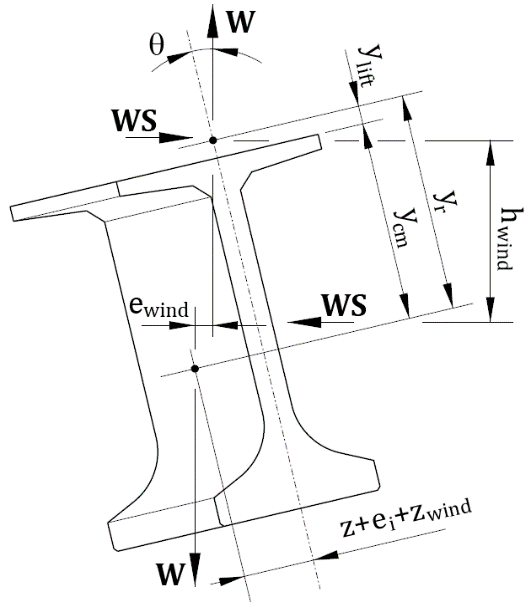 θ
W
y_lift
WS
y_cm
y_r
h_wind
e_wind
WS
z+e_i+z_wind
W